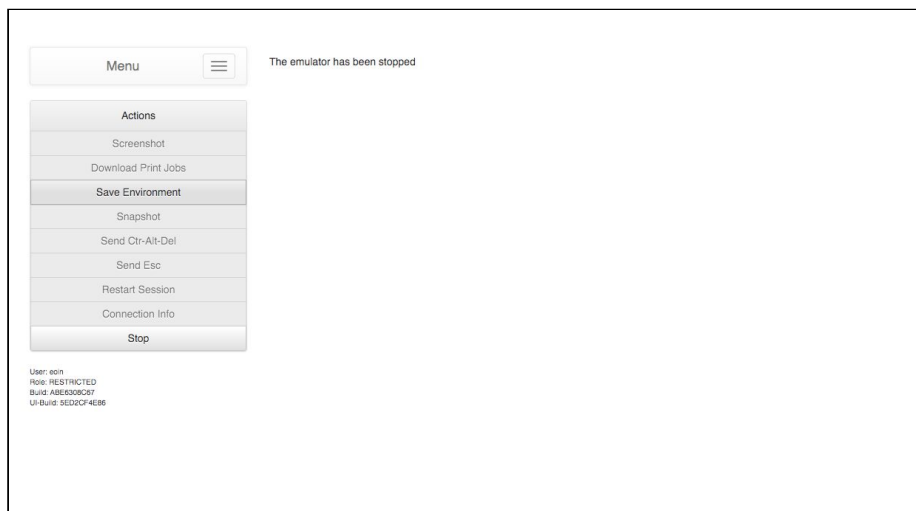 Menu
The emulator has been stopped
Actions
Screenshot
Download Print Jobs
Save Environment
Snapshot
Send Ctr-Alt-Del
Send Esc
Restart Session
Connection Info
Stop
User: eoin
Role: RESTRICTED
Build: ABE6308C67
UI-Build: 5ED2CF4E86